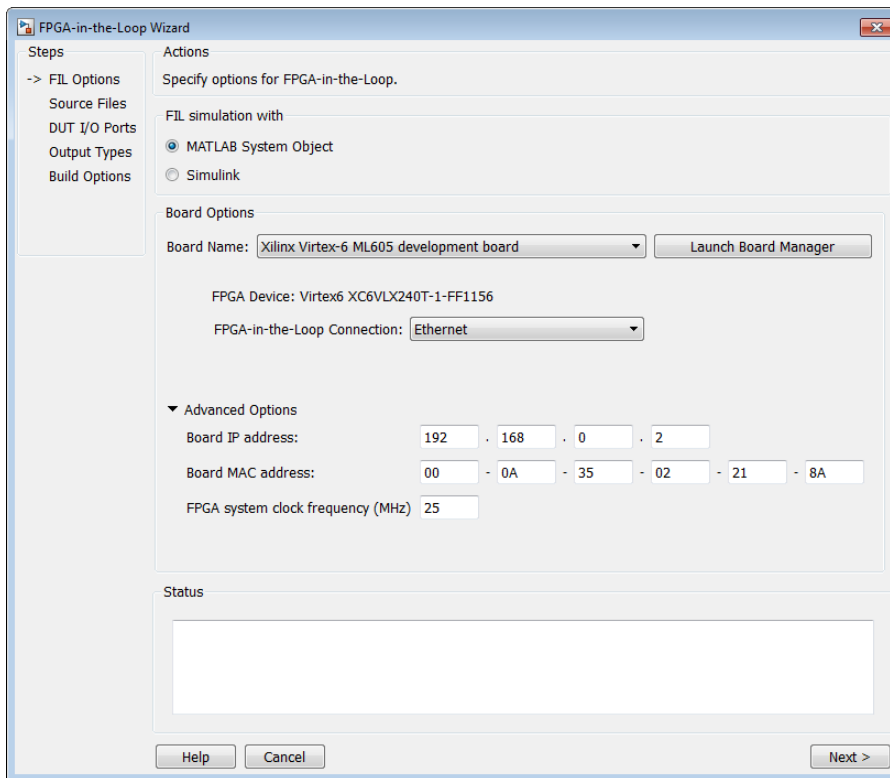 FPGA-in-the-Loop Wizard
Steps
-> FIL Options
Source Files
DUT I/O Ports
Output Types
Build Options
Actions
Specify options for FPGA-in-the-Loop.
FIL simulation with
MATLAB System Object
Simulink
Board Options
Board Name: Xilinx Virtex-6 ML605 development board Launch Board Manager
FPGA Device: Virtex6 XC6VLX240T-1-FF1156
FPGA-in-the-Loop Connection: Ethernet
Advanced Options
Board IP address: 192 . 168 . 0 . 2
Board MAC address: 00 - 0A - 35 - 02 - 21 - 8A
FPGA system clock frequency (MHz) 25
Status
Help Cancel Next >